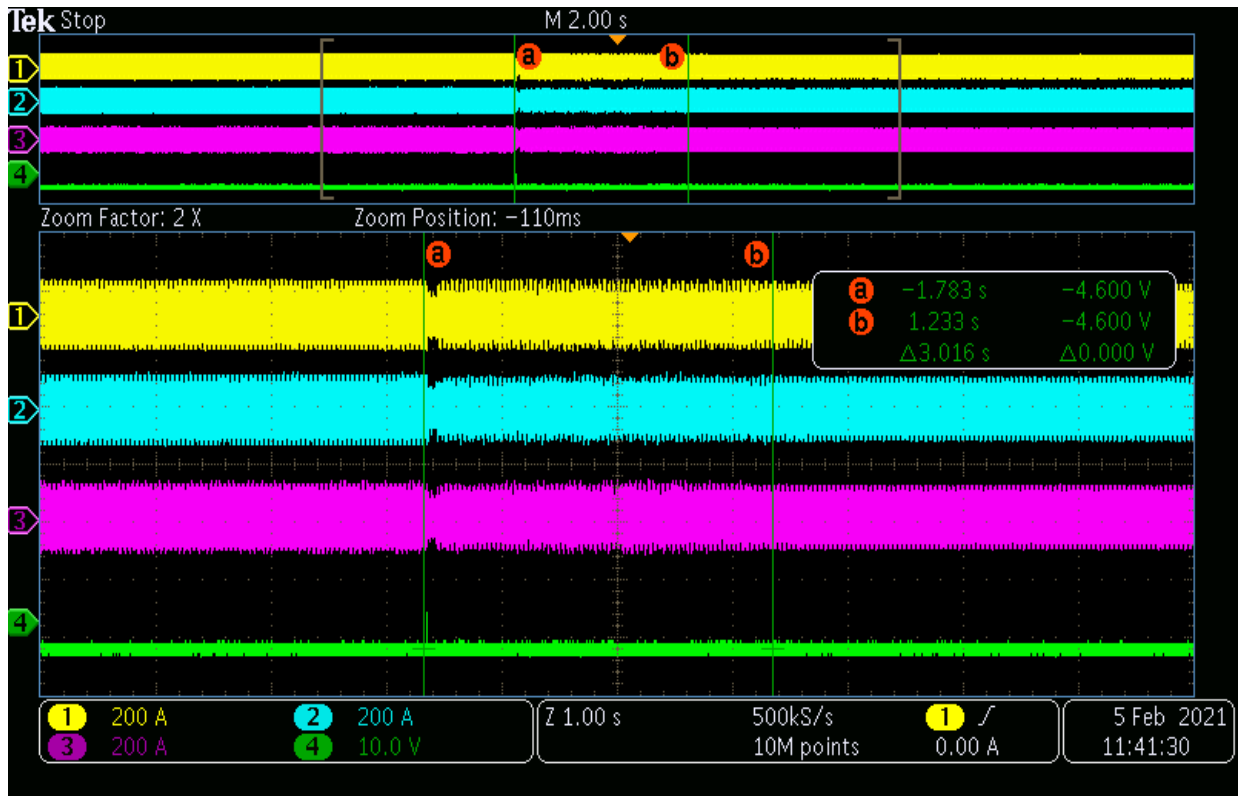 Tek Stop M 2.00 s
a b
1
2
3
4
Zoom Factor: 2 X Zoom Position: −110ms
a b
a −1.783 s −4.600 V
b 1.233 s −4.600 V
△3.016 s △0.000 V
1
2
3
4
1 200 A 2 200 A Z 1.00 s 500kS/s 1 ∫ 5 Feb 2021
3 200 A 4 10.0 V 10M points 0.00 A 11:41:30